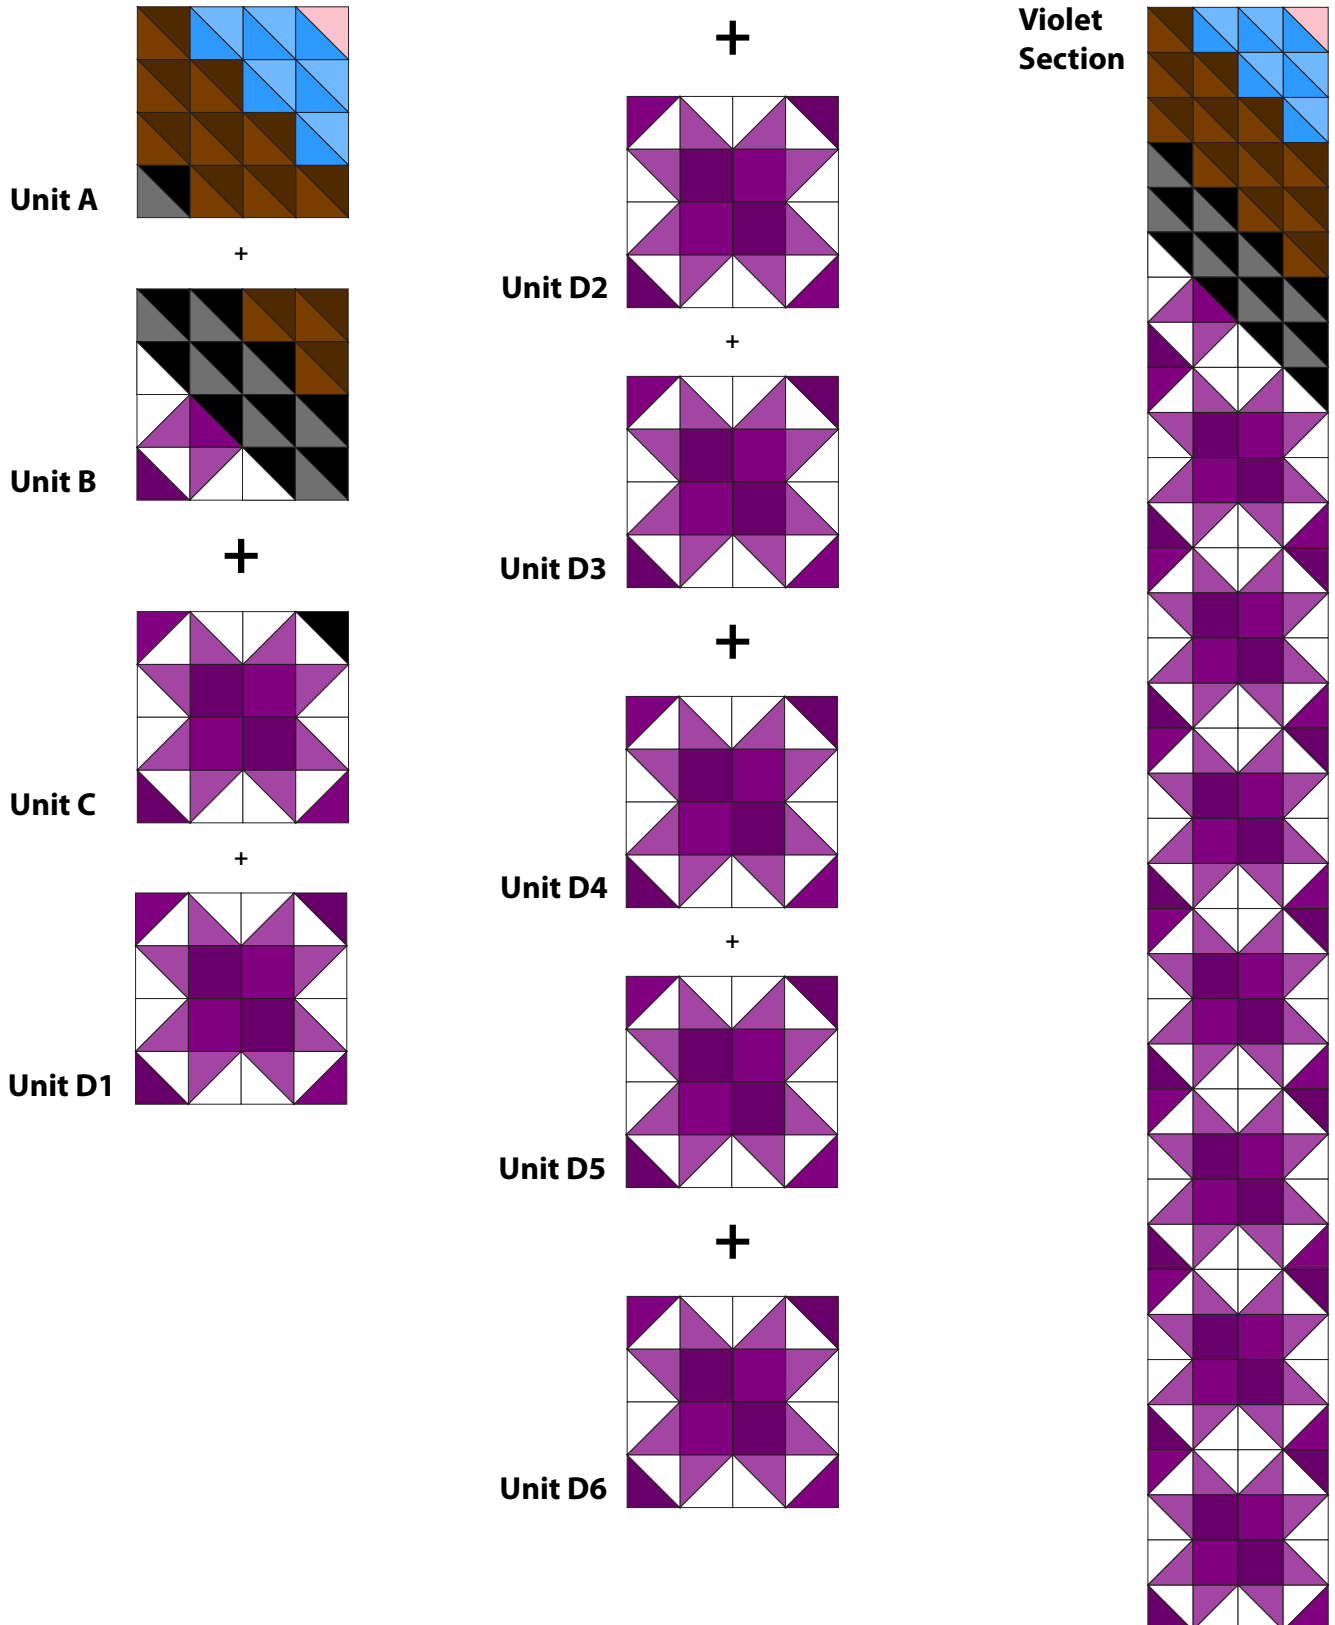 Unit A
+
Unit B
+
Unit C
+
Unit D1
+
Unit D2
+
Unit D3
+
Unit D4
+
Unit D5
+
Unit D6
Violet
Section